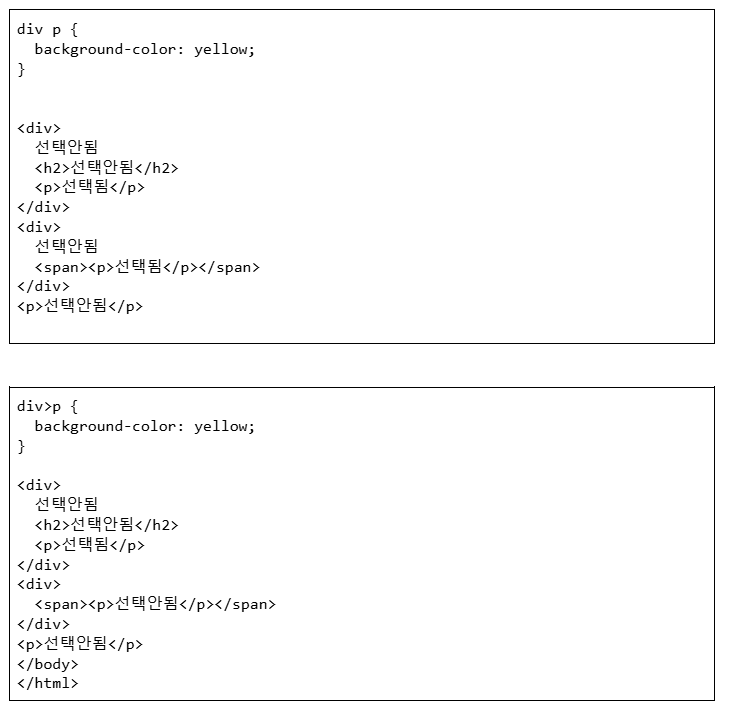 div p {
  background-color: yellow;
}
<div>
  선택안됨
  <h2>선택안됨</h2>
  <p>선택됨</p>
</div>
<div>
  선택안됨
  <span><p>선택됨</p></span>
</div>
<p>선택안됨</p>
div>p {
  background-color: yellow;
}
<div>
  선택안됨
  <h2>선택안됨</h2>
  <p>선택됨</p>
</div>
<div>
  <span><p>선택안됨</p></span>
</div>
<p>선택안됨</p>
</body>
</html>